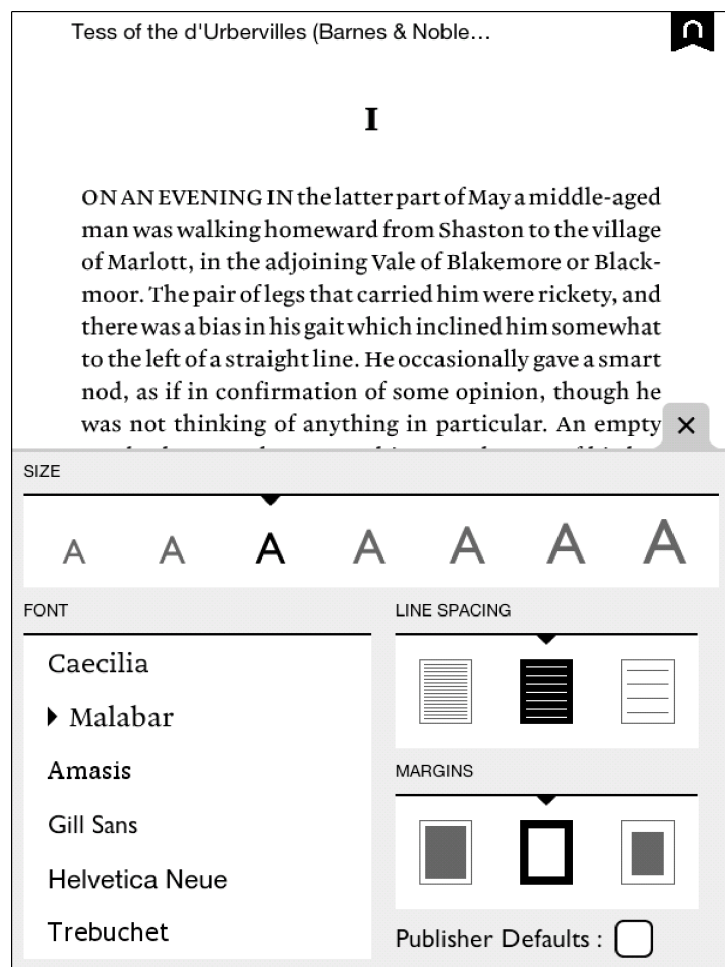 Tess of the d'Urbervilles (Barnes & Noble…
I
ON AN EVENING IN the latter part of May a middle-aged
man was walking homeward from Shaston to the village
of Marlott, in the adjoining Vale of Blakemore or Black-
moor. The pair of legs that carried him were rickety, and
there was a bias in his gait which inclined him somewhat
to the left of a straight line. He occasionally gave a smart
nod, as if in confirmation of some opinion, though he
was not thinking of anything in particular. An empty
SIZE
A A A A A A A
FONT
Caecilia
Malabar
Amasis
Gill Sans
Helvetica Neue
Trebuchet
LINE SPACING
MARGINS
Publisher Defaults :